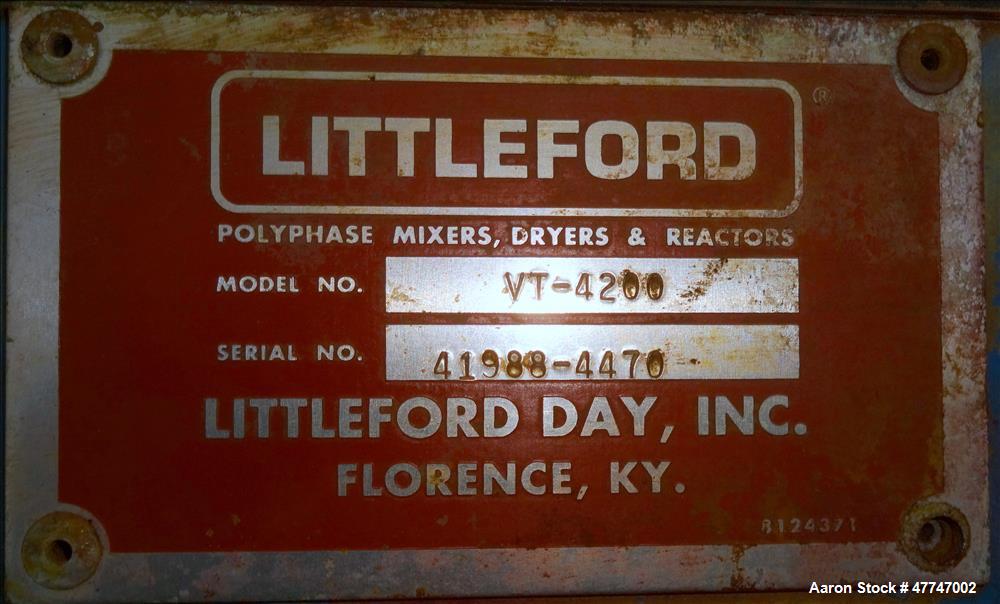 LITTLEFORD ®
POLYPHASE MIXERS, DRYERS & REACTORS
MODEL NO. VT-4200
SERIAL NO. 41988-4470
LITTLEFORD DAY, INC.
FLORENCE, KY.
B124371
Aaron Stock # 47747002